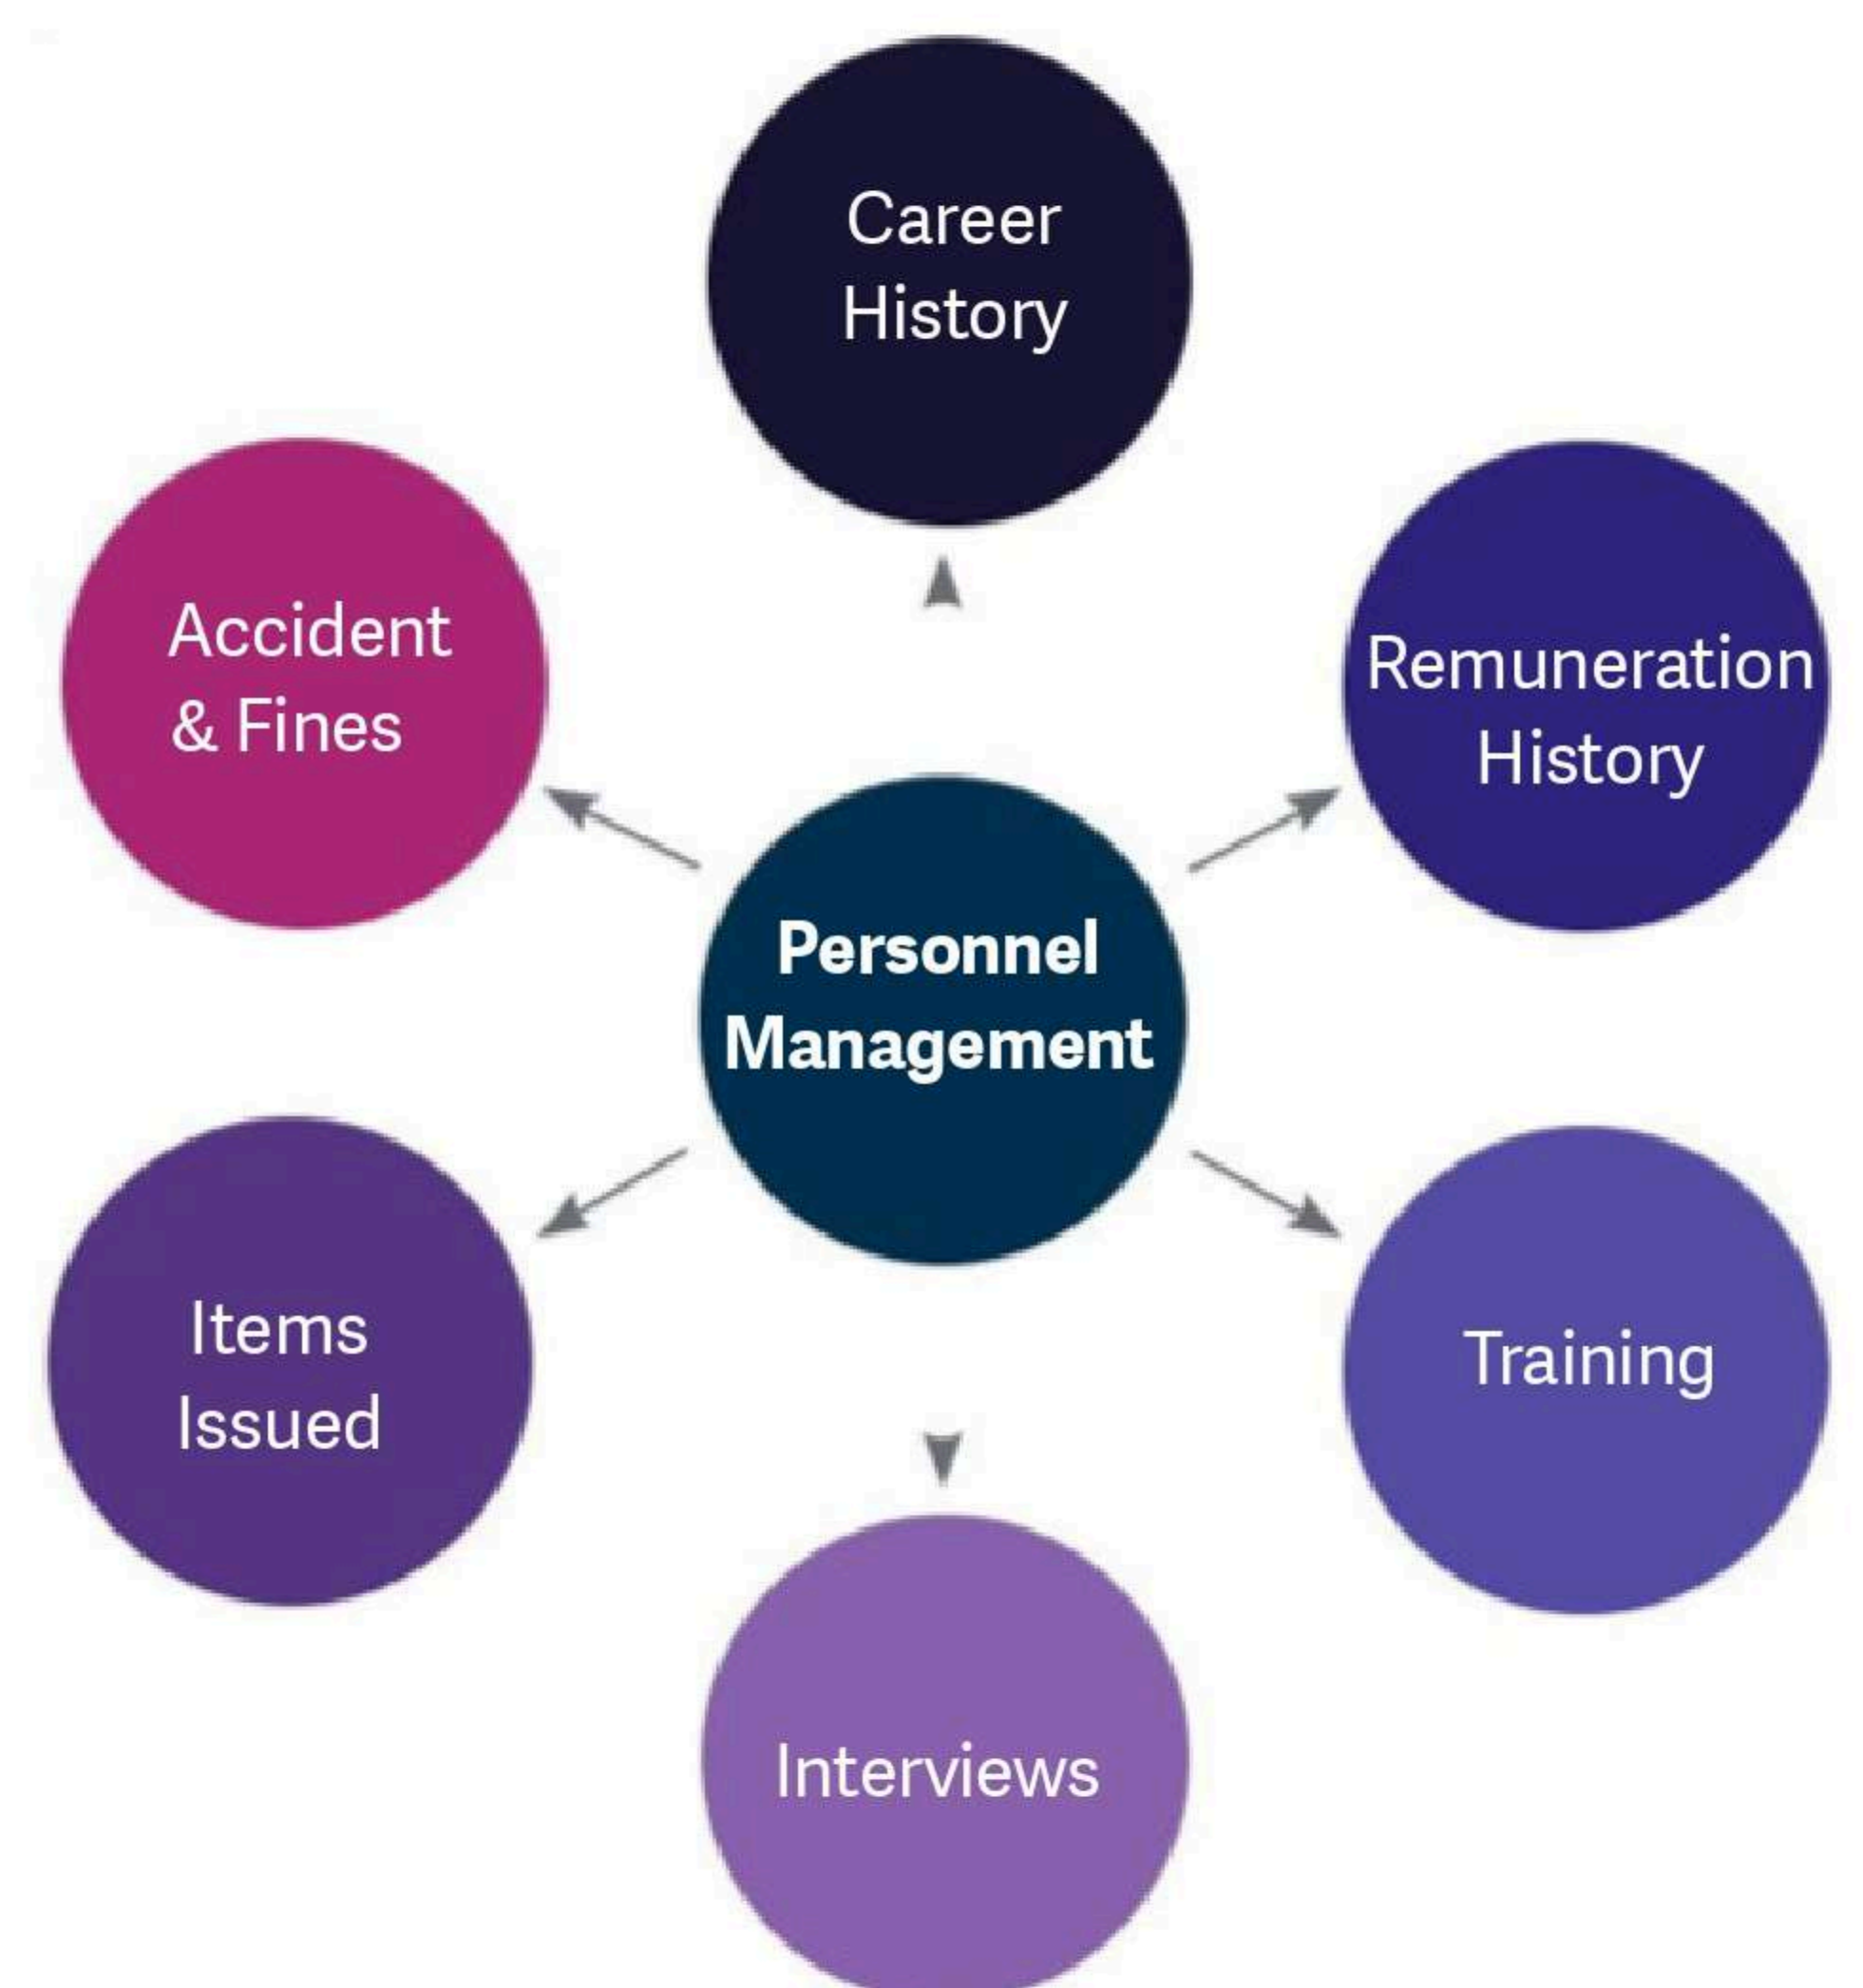 Career
History
Accident
& Fines
Remuneration
History
Personnel
Management
Items
Issued
Training
Interviews